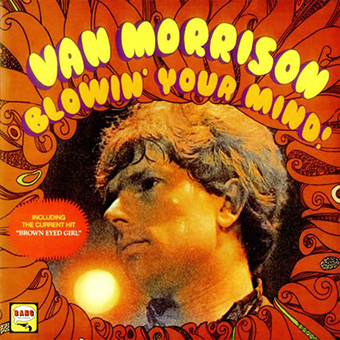 VAN MORRISON
BLOWIN' YOUR MIND!
INCLUDING
THE CURRENT HIT
"BROWN EYED GIRL"
BANG